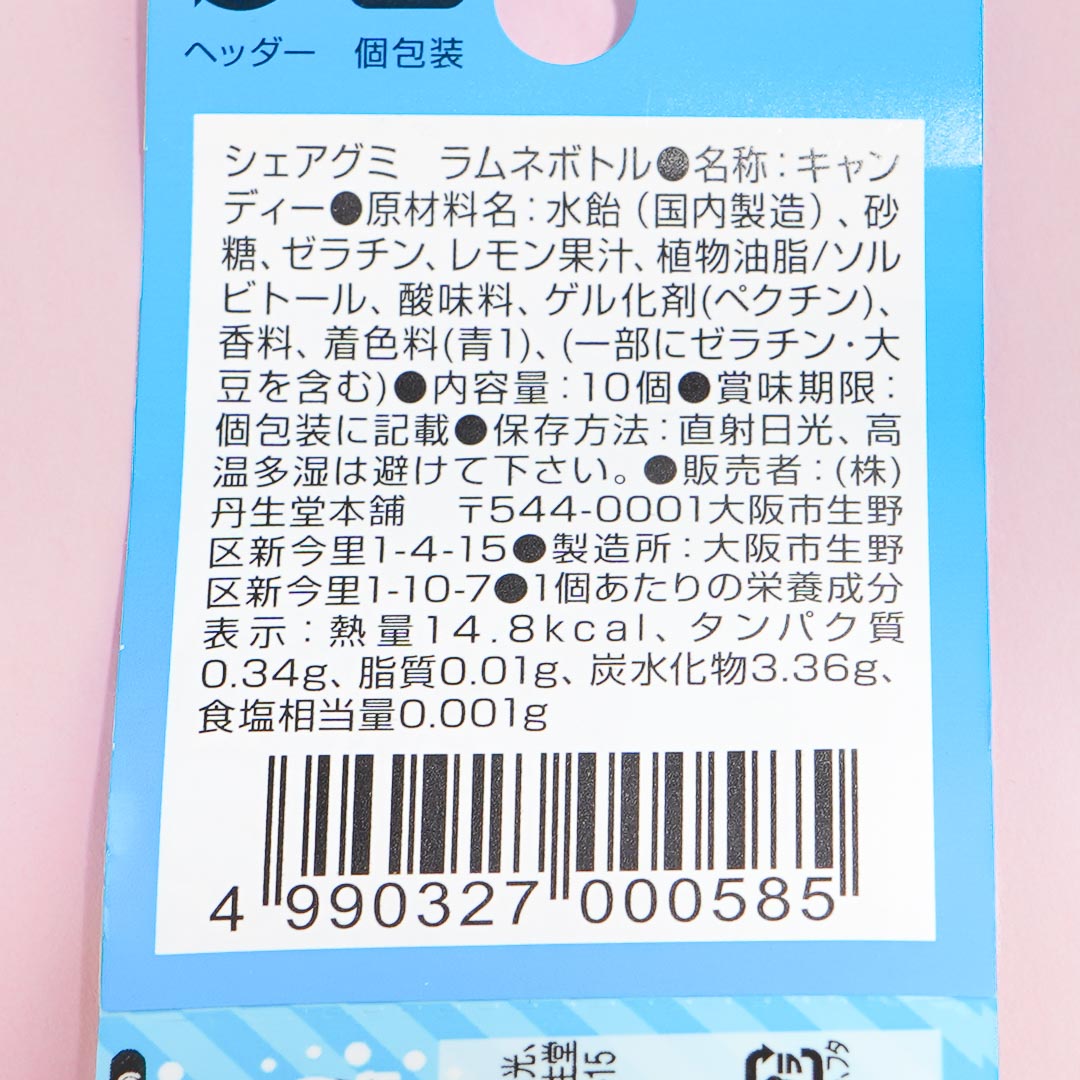 ヘッダー　個包装
シェアグミ　ラムネボトル●名称：キャン
ディー●原材料名：水飴（国内製造）、砂
糖、ゼラチン、レモン果汁、植物油脂/ソル
ビトール、酸味料、ゲル化剤(ペクチン)、
香料、着色料(青1)、(一部にゼラチン・大
豆を含む)●内容量：10個●賞味期限：
個包装に記載●保存方法：直射日光、高
温多湿は避けて下さい。●販売者：(株)
丹生堂本舗　〒544-0001大阪市生野
区新今里1-4-15●製造所：大阪市生野
区新今里1-10-7●1個あたりの栄養成分
表示：熱量14.8kcal、タンパク質
0.34g、脂質0.01g、炭水化物3.36g、
食塩相当量0.001g
4 990327 000585